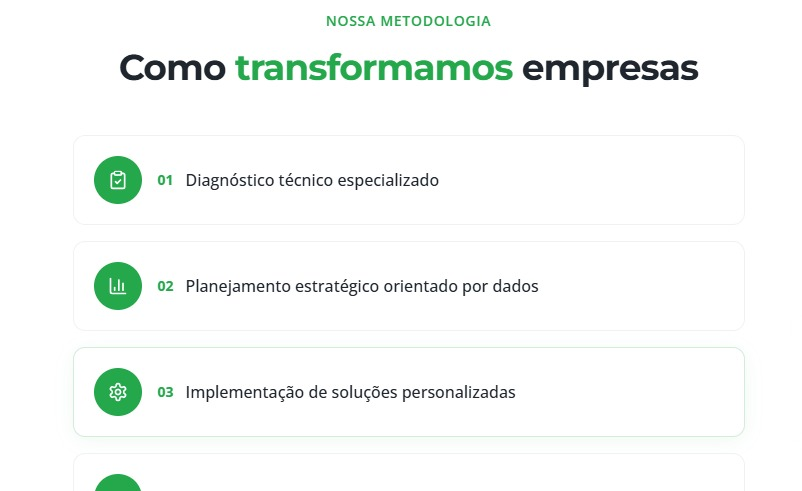 NOSSA METODOLOGIA
Como transformamos empresas
01 Diagnóstico técnico especializado
02 Planejamento estratégico orientado por dados
03 Implementação de soluções personalizadas